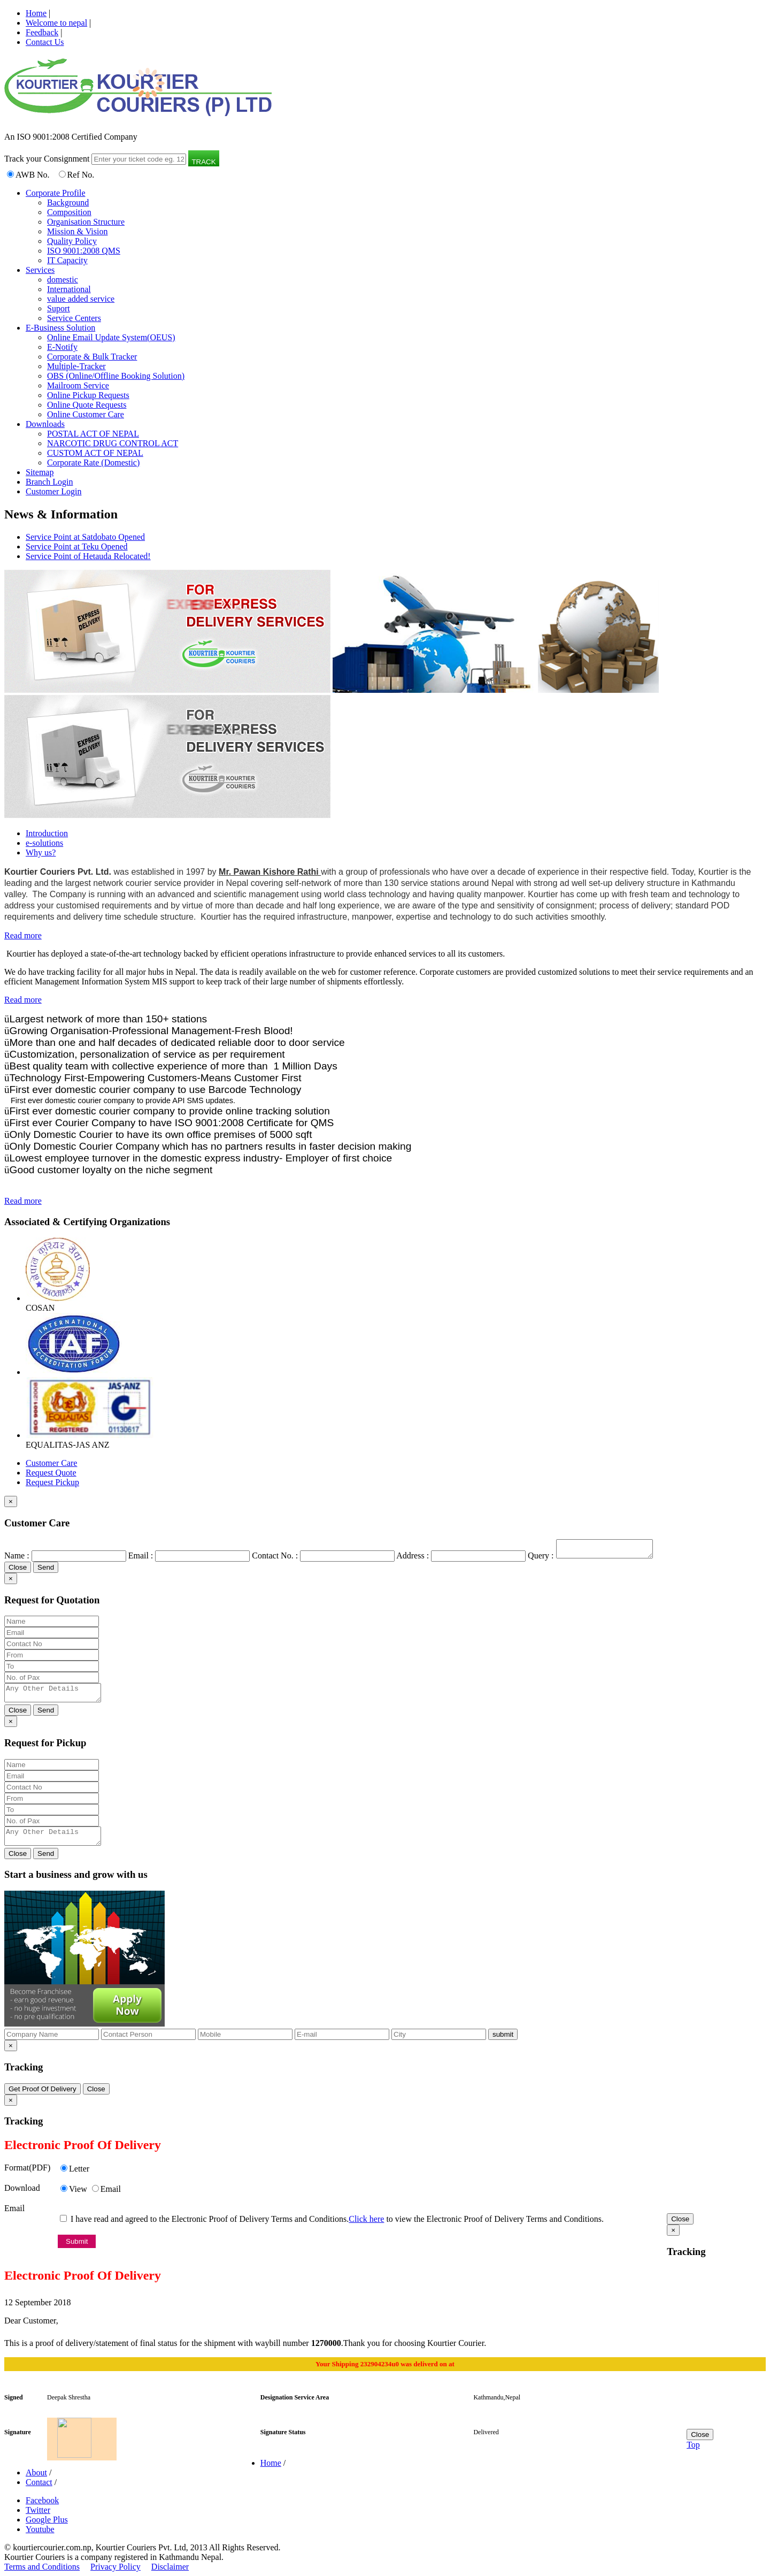 Home |
Welcome to nepal |
Feedback |
Contact Us
KOURTIER KOURTIER
COURIERS (P) LTD
An ISO 9001:2008 Certified Company
Track your Consignment Enter your ticket code eg. 12 TRACK
AWB No. Ref No.
Corporate Profile
Background
Composition
Organisation Structure
Mission & Vision
Quality Policy
ISO 9001:2008 QMS
IT Capacity
Services
domestic
International
value added service
Suport
Service Centers
E-Business Solution
Online Email Update System(OEUS)
E-Notify
Corporate & Bulk Tracker
Multiple-Tracker
OBS (Online/Offline Booking Solution)
Mailroom Service
Online Pickup Requests
Online Quote Requests
Online Customer Care
Downloads
POSTAL ACT OF NEPAL
NARCOTIC DRUG CONTROL ACT
CUSTOM ACT OF NEPAL
Corporate Rate (Domestic)
Sitemap
Branch Login
Customer Login
News & Information
Service Point at Satdobato Opened
Service Point at Teku Opened
Service Point of Hetauda Relocated!
EXPRESS DELIVERY
FOR
EXPRESS
DELIVERY SERVICES
KOURTIER KOURTIER COURIERS
EXPRESS DELIVERY
FOR
EXPRESS
DELIVERY SERVICES
KOURTIER KOURTIER COURIERS
Introduction
e-solutions
Why us?
Kourtier Couriers Pvt. Ltd. was established in 1997 by Mr. Pawan Kishore Rathi with a group of professionals who have over a decade of experience in their respective field. Today, Kourtier is the
leading and the largest network courier service provider in Nepal covering self-network of more than 130 service stations around Nepal with strong and well set-up delivery structure in Kathmandu
valley. The Company is running with an advanced and scientific management using world class technology and having quality manpower. Kourtier has come up with fresh team and technology to
address your customised requirements and by virtue of more than decade and half long experience, we are aware of the type and sensitivity of consignment; process of delivery; standard POD
requirements and delivery time schedule structure. Kourtier has the required infrastructure, manpower, expertise and technology to do such activities smoothly.
Read more
Kourtier has deployed a state-of-the-art technology backed by efficient operations infrastructure to provide enhanced services to all its customers.
We do have tracking facility for all major hubs in Nepal. The data is readily available on the web for customer reference. Corporate customers are provided customized solutions to meet their service requirements and an
efficient Management Information System MIS support to keep track of their large number of shipments effortlessly.
Read more
üLargest network of more than 150+ stations
üGrowing Organisation-Professional Management-Fresh Blood!
üMore than one and half decades of dedicated reliable door to door service
üCustomization, personalization of service as per requirement
üBest quality team with collective experience of more than 1 Million Days
üTechnology First-Empowering Customers-Means Customer First
üFirst ever domestic courier company to use Barcode Technology
First ever domestic courier company to provide API SMS updates.
üFirst ever domestic courier company to provide online tracking solution
üFirst ever Courier Company to have ISO 9001:2008 Certificate for QMS
üOnly Domestic Courier to have its own office premises of 5000 sqft
üOnly Domestic Courier Company which has no partners results in faster decision making
üLowest employee turnover in the domestic express industry- Employer of first choice
üGood customer loyalty on the niche segment
Read more
Associated & Certifying Organizations
COSAN
INTERNATIONAL
IAF
ACCREDITATION FORUM
ISO 9001:2008
EQUALITAS
REGISTERED
JAS-ANZ
01130617
EQUALITAS-JAS ANZ
Customer Care
Request Quote
Request Pickup
×
Customer Care
Name : Email : Contact No. : Address : Query :
Close Send
×
Request for Quotation
Name
Email
Contact No
From
To
No. of Pax
Any Other Details
Close Send
×
Request for Pickup
Name
Email
Contact No
From
To
No. of Pax
Any Other Details
Close Send
Start a business and grow with us
Become Franchisee
- earn good revenue
- no huge investment
- no pre qualification
Apply
Now
Company Name Contact Person Mobile E-mail City submit
×
Tracking
Get Proof Of Delivery Close
×
Tracking
Electronic Proof Of Delivery
Format(PDF) Letter
Download View Email
Email
I have read and agreed to the Electronic Proof of Delivery Terms and Conditions.Click here to view the Electronic Proof of Delivery Terms and Conditions.
Submit
Close
×
Tracking
Electronic Proof Of Delivery
12 September 2018
Dear Customer,
This is a proof of delivery/statement of final status for the shipment with waybill number 1270000.Thank you for choosing Kourtier Courier.
Your Shipping 232904234u0 was deliverd on at
Signed Deepak Shrestha Designation Service Area Kathmandu,Nepal
Signature Signature Status Delivered
Close
Top
Home /
About /
Contact /
Facebook
Twitter
Google Plus
Youtube
© kourtiercourier.com.np, Kourtier Couriers Pvt. Ltd, 2013 All Rights Reserved.
Kourtier Couriers is a company registered in Kathmandu Nepal.
Terms and Conditions Privacy Policy Disclaimer